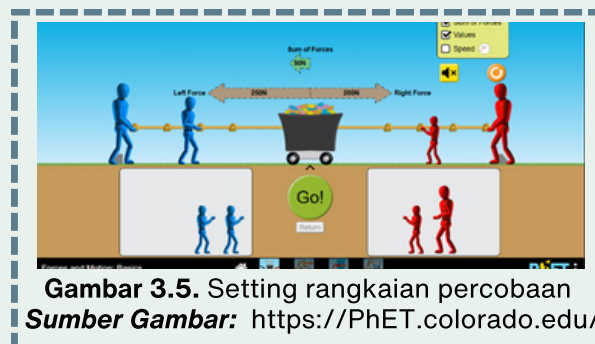 Sum of Forces
Values
Speed
Sum of Forces
50N
Left Force
250N
200N
Right Force
Go!
Return
Forces and Motion: Basics
PhET
Gambar 3.5. Setting rangkaian percobaan
Sumber Gambar: https://PhET.colorado.edu/